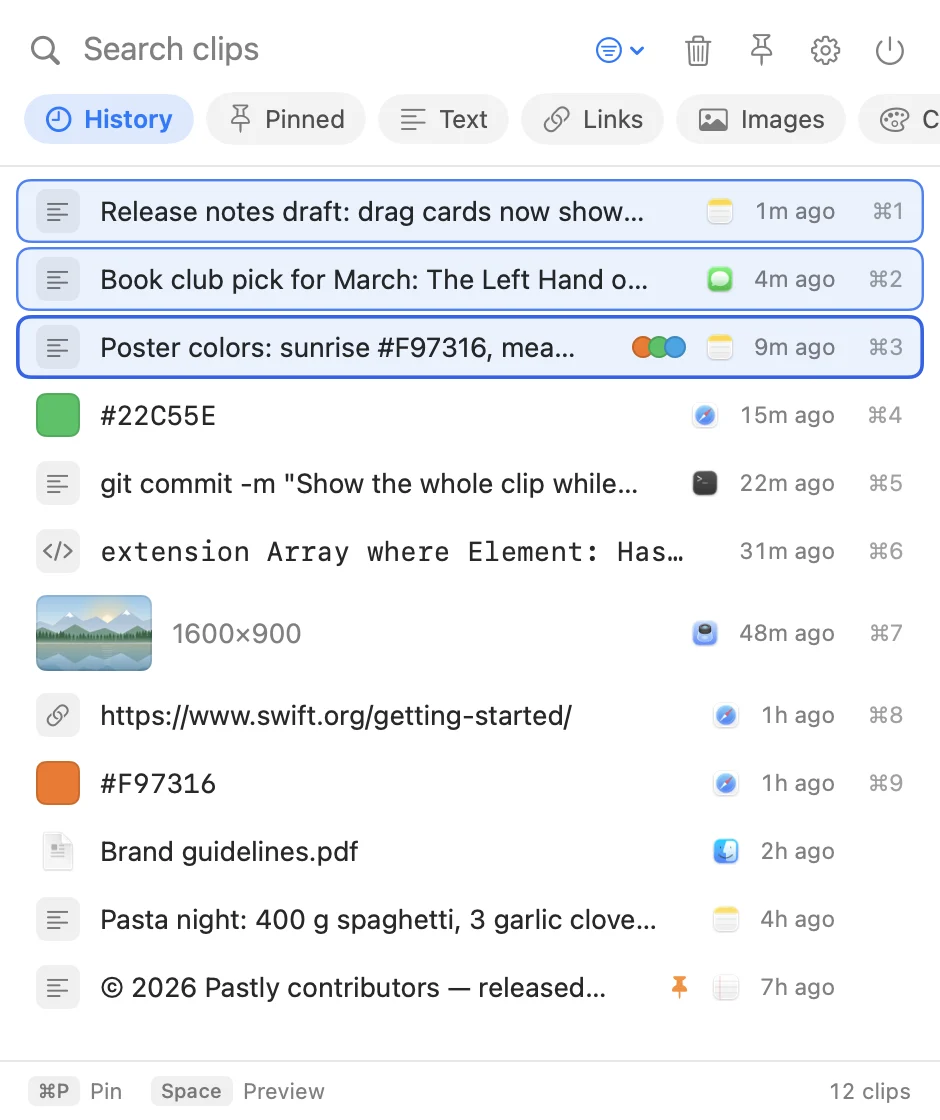 Search clips
History Pinned Text Links Images C
Release notes draft: drag cards now show... 1m ago ⌘1
Book club pick for March: The Left Hand o... 4m ago ⌘2
Poster colors: sunrise #F97316, mea... 9m ago ⌘3
#22C55E 15m ago ⌘4
git commit -m "Show the whole clip while... 22m ago ⌘5
</> extension Array where Element: Has… 31m ago ⌘6
1600×900 48m ago ⌘7
https://www.swift.org/getting-started/ 1h ago ⌘8
#F97316 1h ago ⌘9
Brand guidelines.pdf 2h ago
Pasta night: 400 g spaghetti, 3 garlic clove... 4h ago
© 2026 Pastly contributors — released... 7h ago
⌘P Pin Space Preview 12 clips